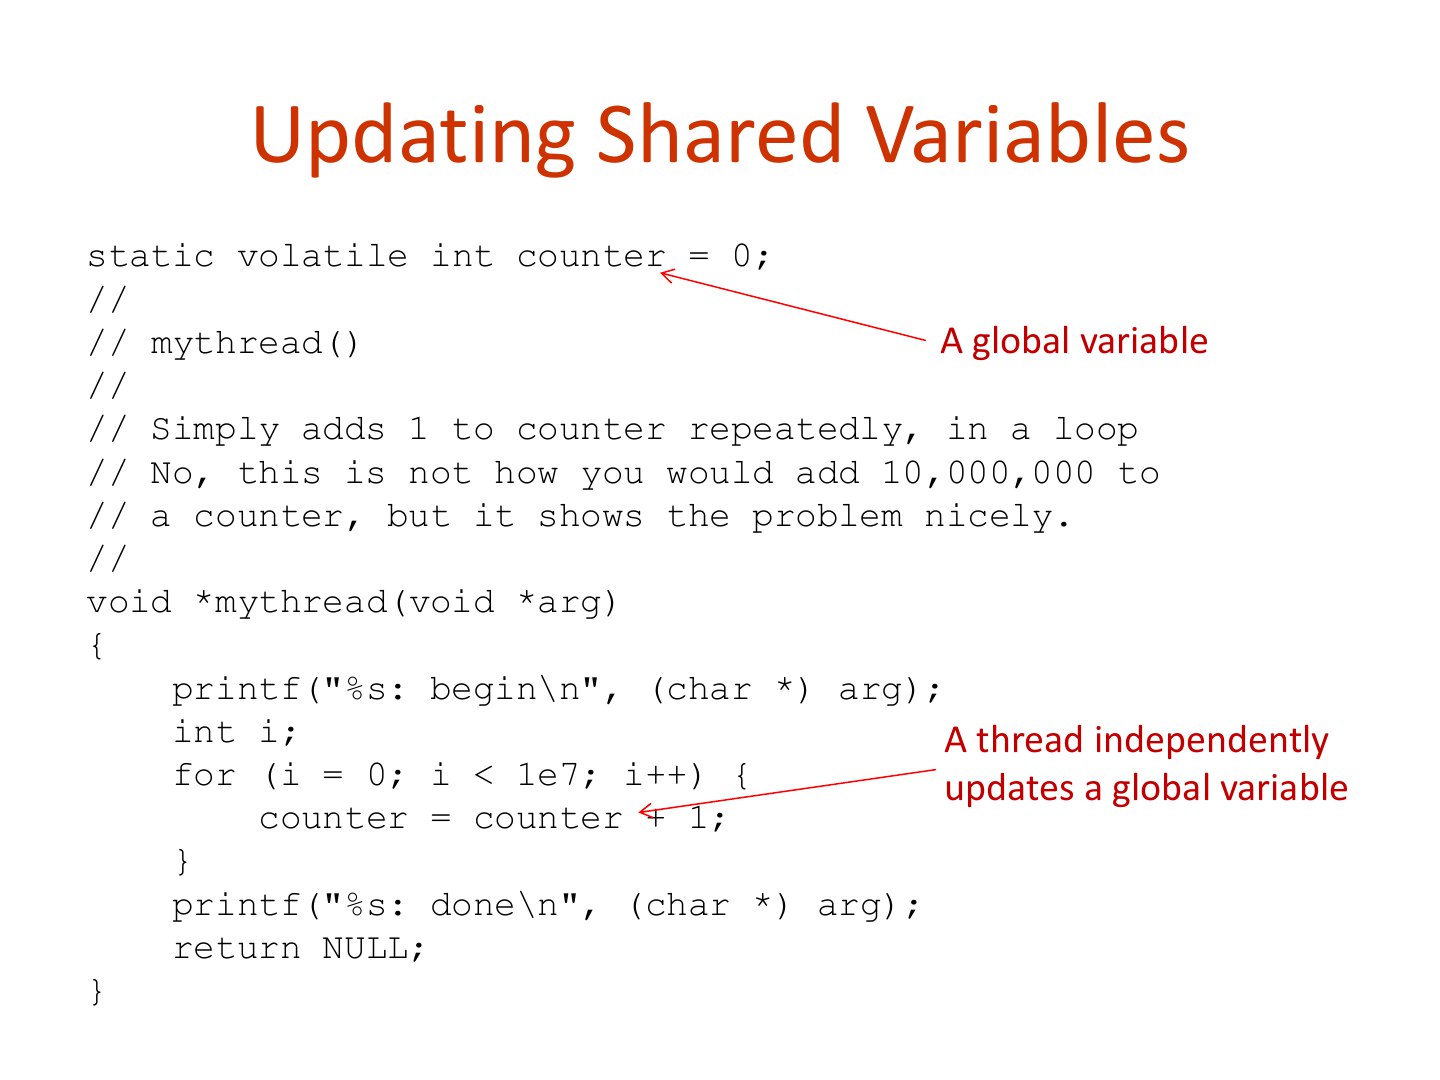 Updating Shared Variables
static volatile int counter = 0;
//
// mythread()
A global variable
//
// Simply adds 1 to counter repeatedly, in a loop
// No, this is not how you would add 10,000,000 to
// a counter, but it shows the problem nicely.
//
void *mythread(void *arg)
{
    printf("%s: begin\n", (char *) arg);
    int i;
    for (i = 0; i < 1e7; i++) {
        counter = counter + 1;
A thread independently
updates a global variable
    }
    printf("%s: done\n", (char *) arg);
    return NULL;
}